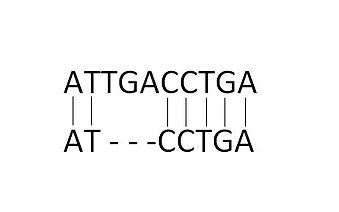 ATTGACCTGA
|| |||||
AT - - -CCTGA